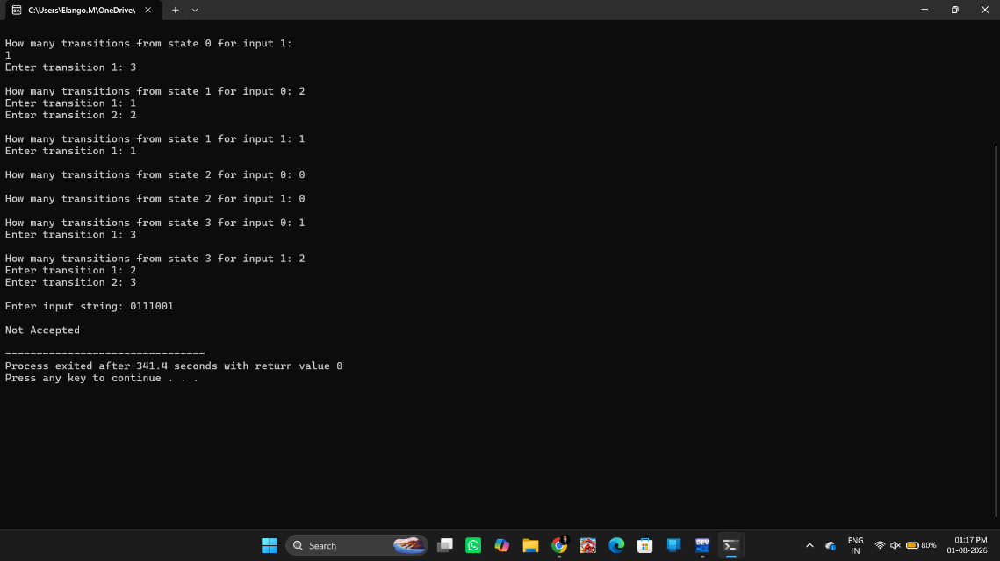 C:\Users\Elango.M\OneDrive\
How many transitions from state 0 for input 1:
1
Enter transition 1: 3
How many transitions from state 1 for input 0: 2
Enter transition 1: 1
Enter transition 2: 2
How many transitions from state 1 for input 1: 1
Enter transition 1: 1
How many transitions from state 2 for input 0: 0
How many transitions from state 2 for input 1: 0
How many transitions from state 3 for input 0: 1
Enter transition 1: 3
How many transitions from state 3 for input 1: 2
Enter transition 1: 2
Enter transition 2: 3
Enter input string: 0111001
Not Accepted
--------------------------------
Process exited after 341.4 seconds with return value 0
Press any key to continue . . .
Search
DEV
ENG
IN
80%
01:17 PM
01-08-2026